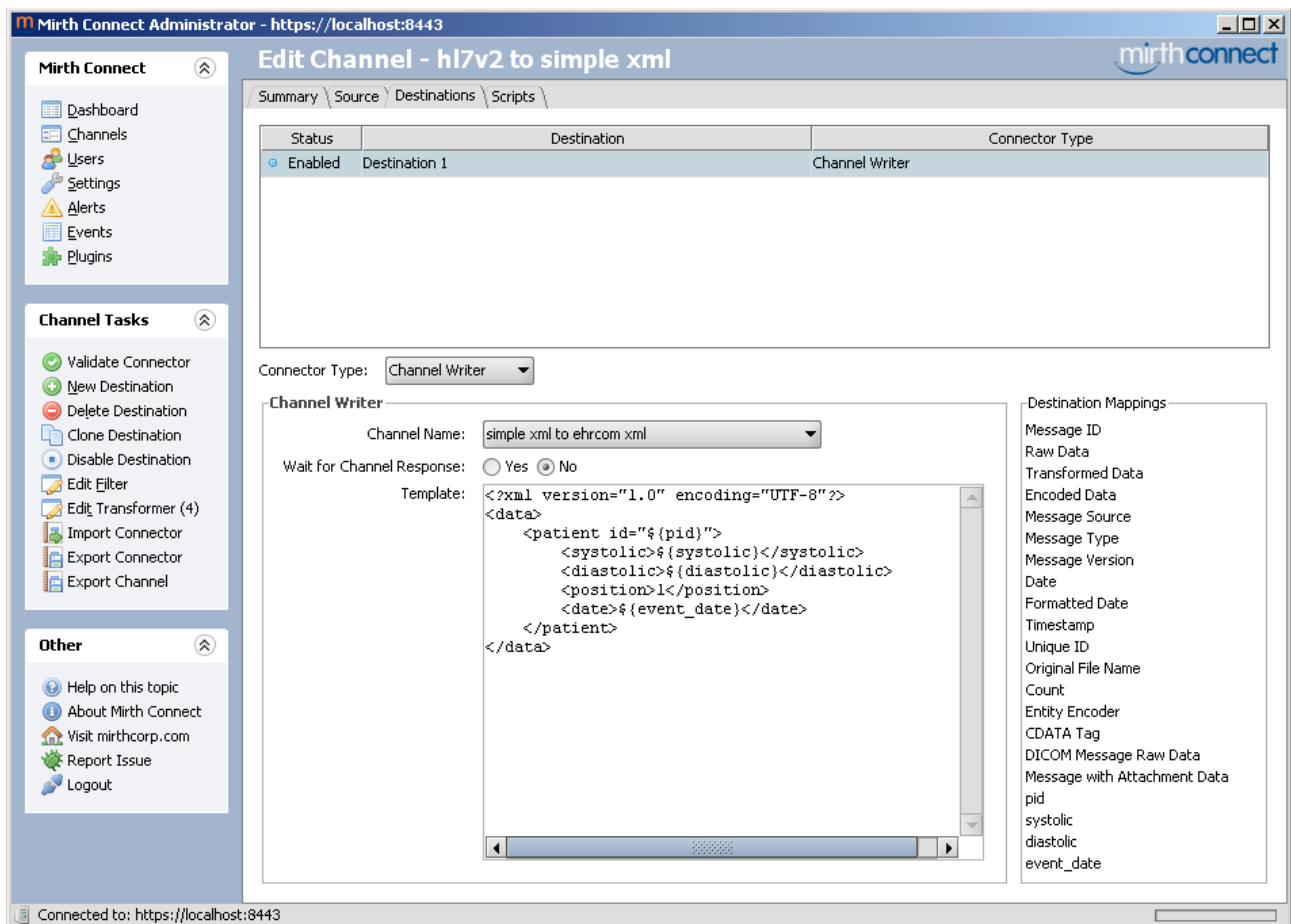 Mirth Connect Administrator - https://localhost:8443
Mirth Connect
Dashboard
Channels
Users
Settings
Alerts
Events
Plugins
Channel Tasks
Validate Connector
New Destination
Delete Destination
Clone Destination
Disable Destination
Edit Filter
Edit Transformer (4)
Import Connector
Export Connector
Export Channel
Other
Help on this topic
About Mirth Connect
Visit mirthcorp.com
Report Issue
Logout
Edit Channel - hl7v2 to simple xml
mirth connect
Summary Source Destinations Scripts
Status Destination Connector Type
Enabled Destination 1 Channel Writer
Connector Type: Channel Writer
Channel Writer
Channel Name: simple xml to ehrcom xml
Wait for Channel Response: Yes No
Template:
<?xml version="1.0" encoding="UTF-8"?>
<data>
<patient id="${pid}">
<systolic>${systolic}</systolic>
<diastolic>${diastolic}</diastolic>
<position>1</position>
<date>${event_date}</date>
</patient>
</data>
Destination Mappings
Message ID
Raw Data
Transformed Data
Encoded Data
Message Source
Message Type
Message Version
Date
Formatted Date
Timestamp
Unique ID
Original File Name
Count
Entity Encoder
CDATA Tag
DICOM Message Raw Data
Message with Attachment Data
pid
systolic
diastolic
event_date
Connected to: https://localhost:8443